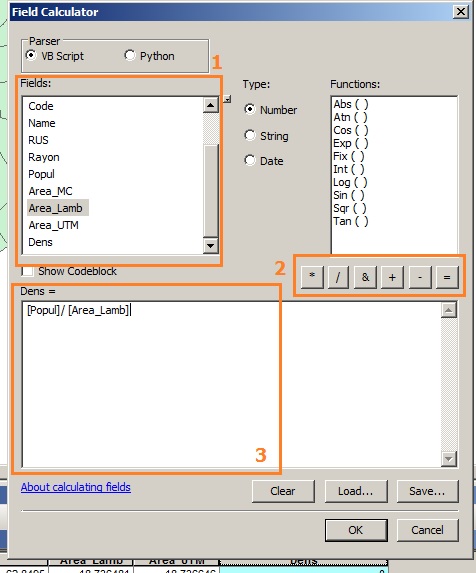 Field Calculator
Parser
VB Script
Python
1
Fields:
Type:
Functions:
Code
Name
RUS
Rayon
Popul
Area_MC
Area_Lamb
Area_UTM
Dens
Number
String
Date
Abs ( )
Atn ( )
Cos ( )
Exp ( )
Fix ( )
Int ( )
Log ( )
Sin ( )
Sqr ( )
Tan ( )
Show Codeblock
2
* / & + - =
Dens =
[Popul]/ [Area_Lamb]
3
About calculating fields
Clear
Load...
Save...
OK
Cancel
Area_Lamb Area_UTM Dens